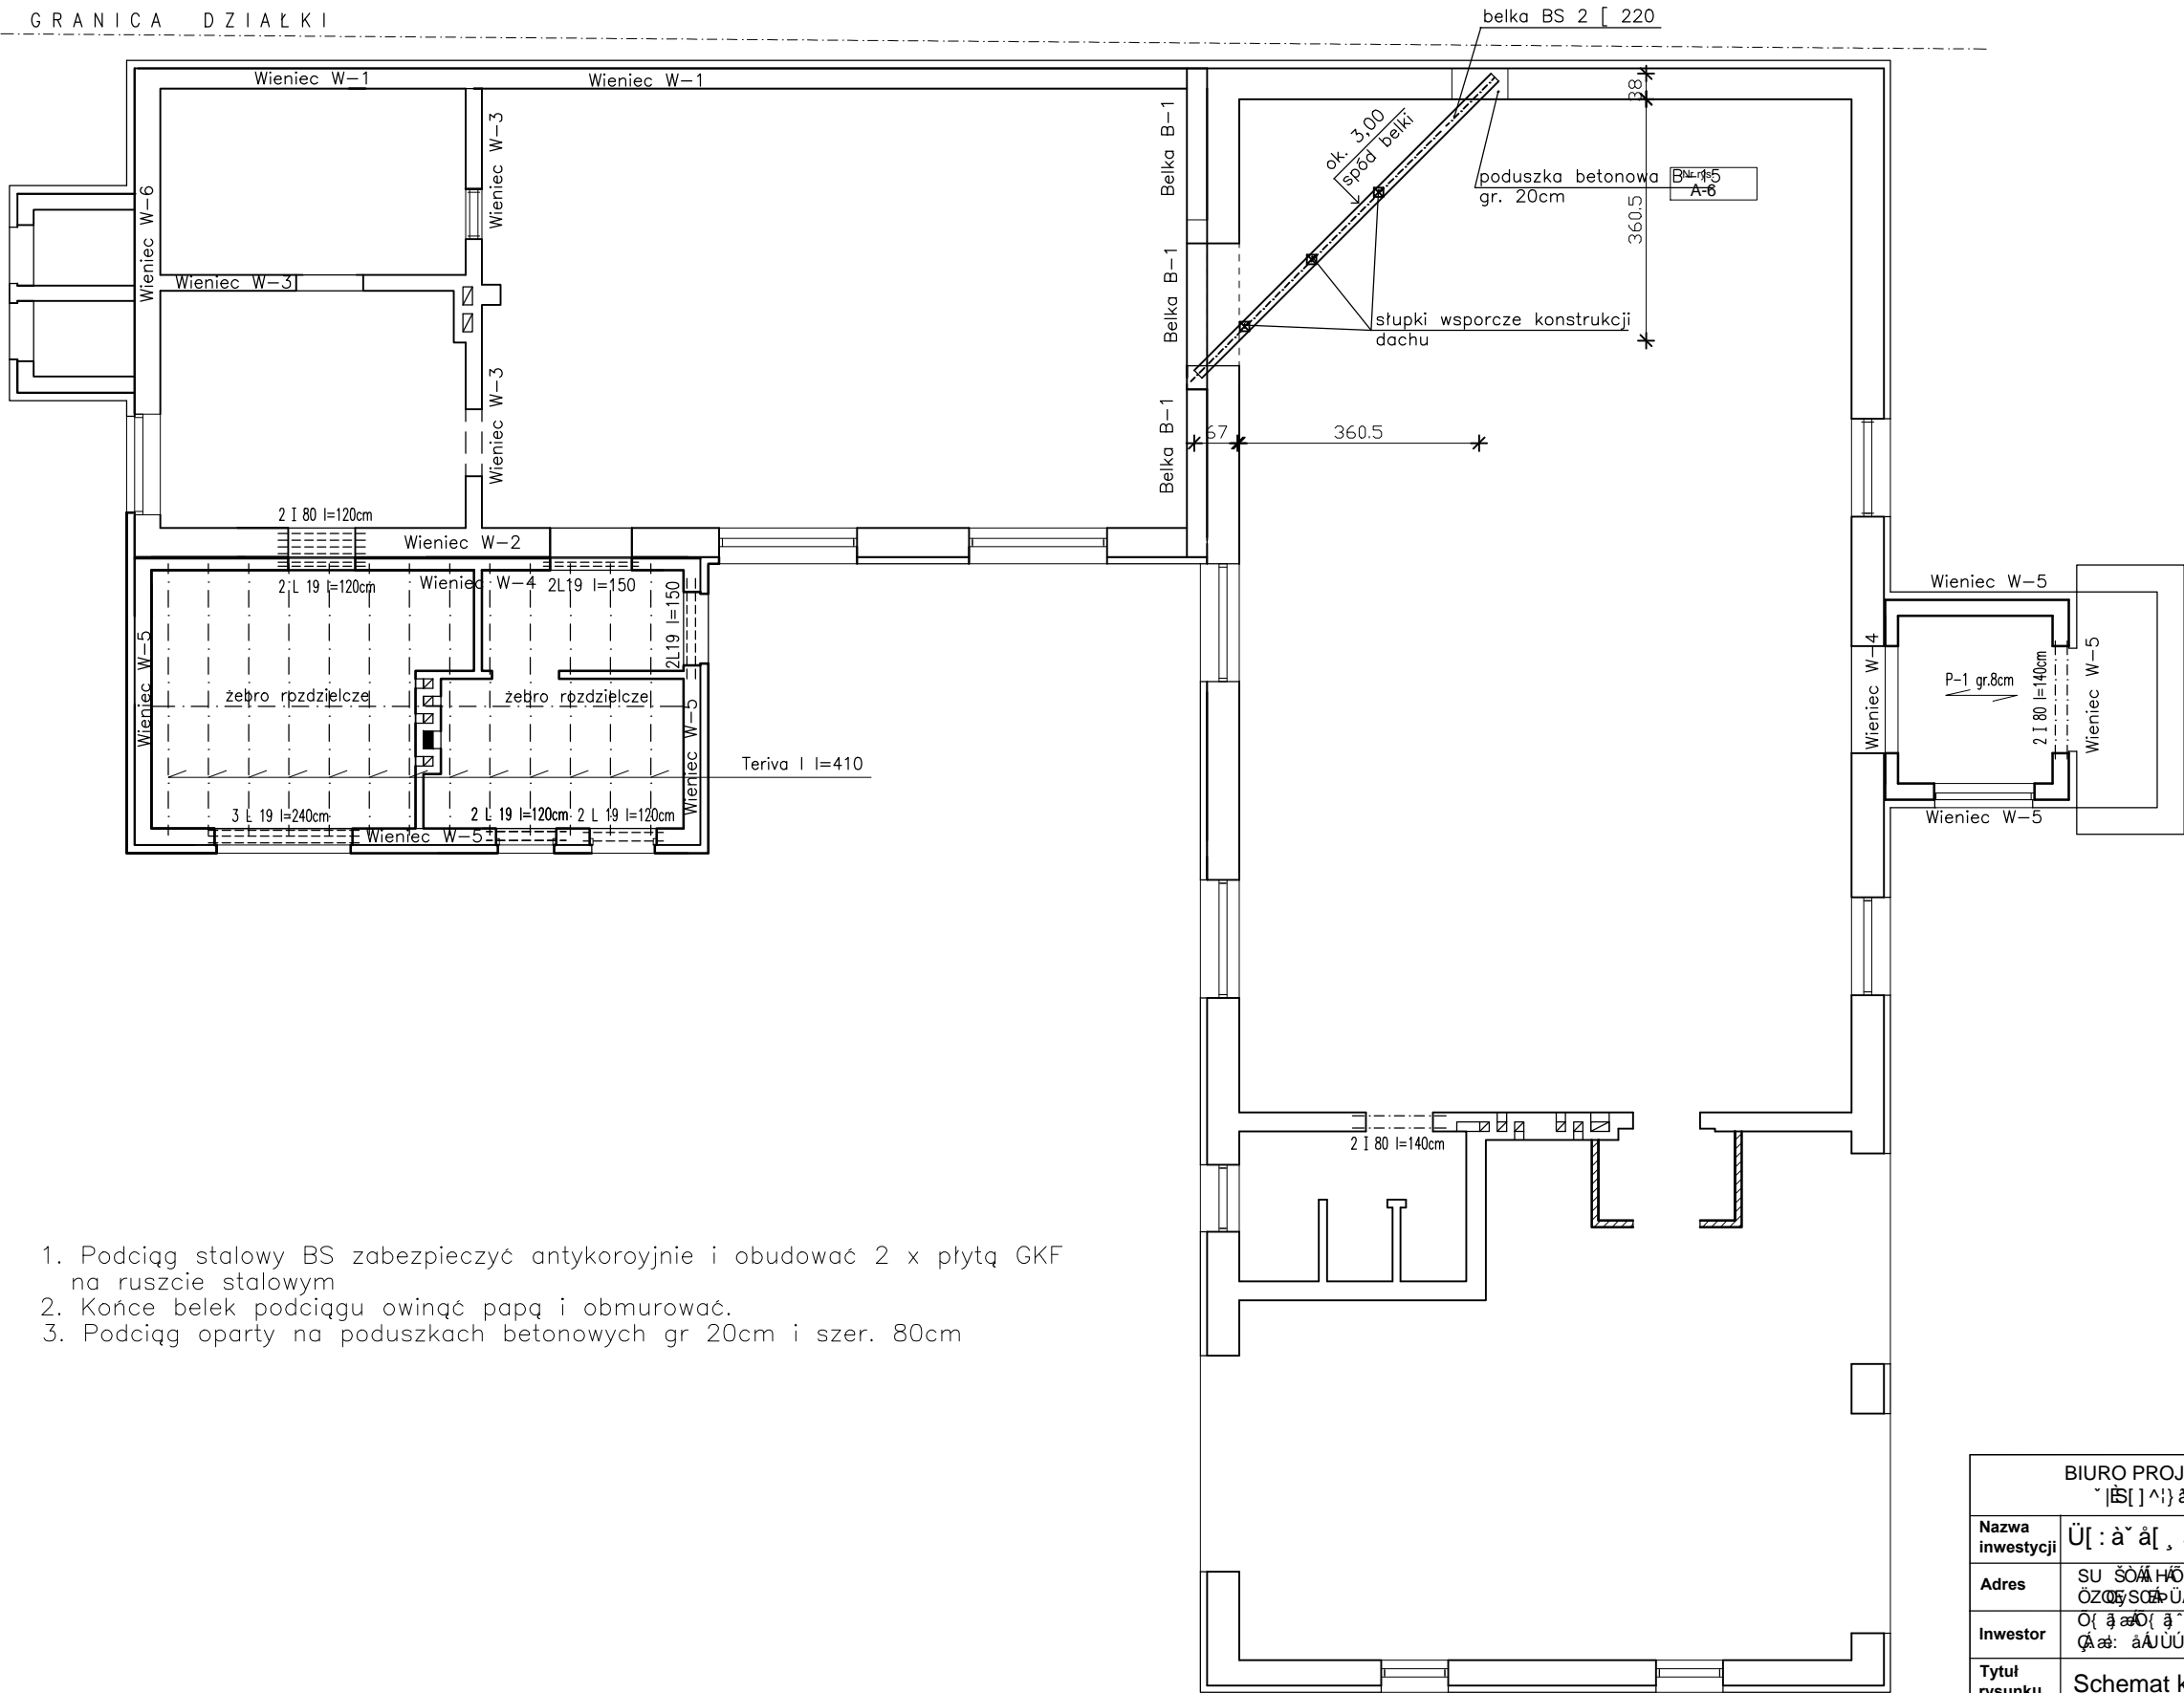 GRANICA DZIAŁKI
belka BS 2 [ 220
Wieniec W-1
Wieniec W-1
Wieniec W-3
Belka B-1
38
ok. 3,00
spód belki
poduszka betonowa B-15
gr. 20cm
A-6
360.5
Wieniec W-6
Wieniec W-3
Belka B-1
słupki wsporcze konstrukcji
dachu
Wieniec W-3
Belka B-1
67
360.5
2 I 80 l=120cm
Wieniec W-2
2 L 19 l=120cm
Wieniec W-4
2L19 l=150
2L19 l=150
Wieniec W-5
Wieniec W-5
żebro rozdzielcze
żebro rozdzielcze
Wieniec W-5
Wieniec W-4
P-1 gr.8cm
2 I 80 l=140cm
Wieniec W-5
Teriva I l=410
3 L 19 l=240cm
2 L 19 l=120cm
2 L 19 l=120cm
Wieniec W-5
Wieniec W-5
2 I 80 l=140cm
1. Podciąg stalowy BS zabezpieczyć antykoroyjnie i obudować 2 x płytą GKF
na ruszcie stalowym
2. Końce belek podciągu owinąć papą i obmurować.
3. Podciąg oparty na poduszkach betonowych gr 20cm i szer. 80cm
BIURO PROJ
Nazwa
inwestycji
Adres
Inwestor
Tytuł
rysunku
Schemat